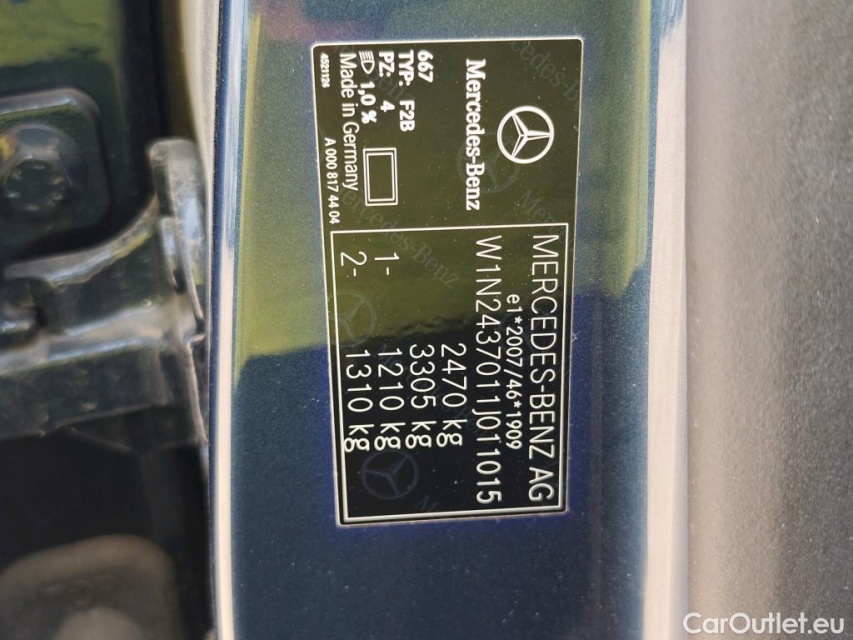 Mercedes-Benz
667
TYP: F2B
PZ: 4
1,0 %
Made in Germany
4521124
A 000 817 44 04
MERCEDES-BENZ AG
e1*2007/46*1909
W1N2437011J011015
2470 kg
3305 kg
1- 1210 kg
2- 1310 kg
CarOutlet.eu